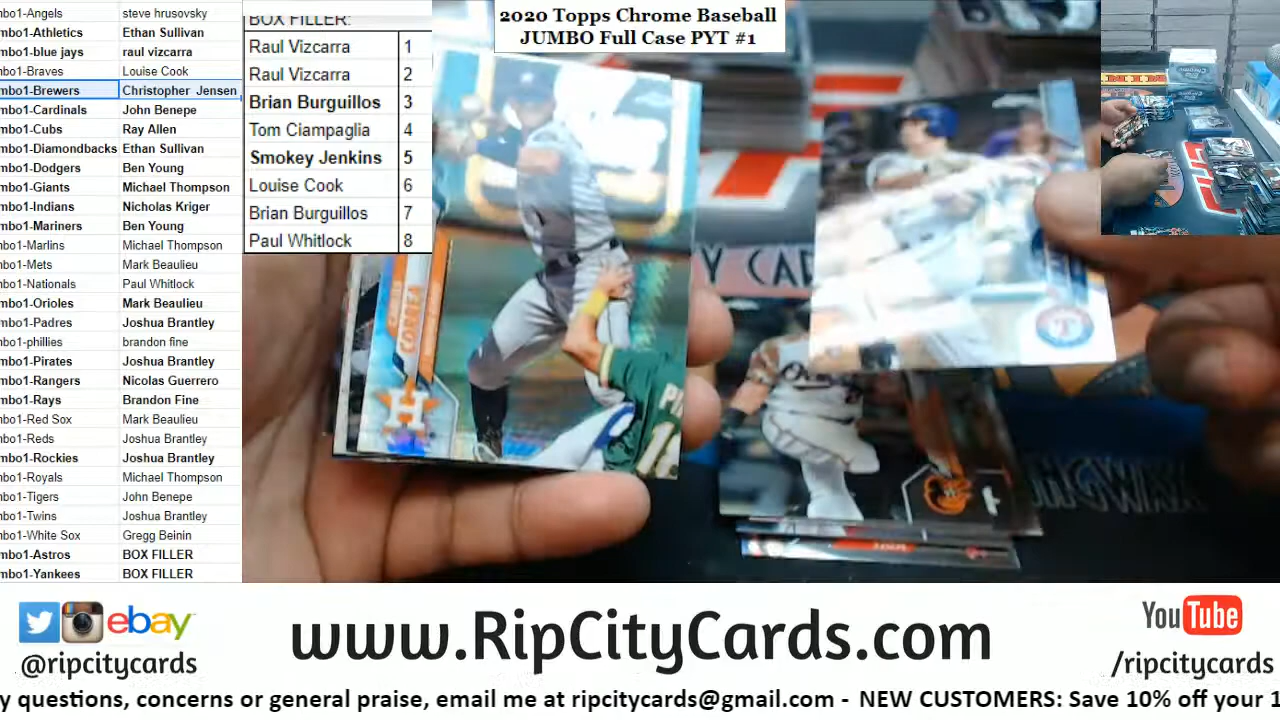 mbo1-Angels steve hrusovsky
mbo1-Athletics Ethan Sullivan
mbo1-blue jays raul vizcarra
mbo1-Braves Louise Cook
mbo1-Brewers Christopher Jensen
mbo1-Cardinals John Benepe
mbo1-Cubs Ray Allen
mbo1-Diamondbacks Ethan Sullivan
mbo1-Dodgers Ben Young
mbo1-Giants Michael Thompson
mbo1-Indians Nicholas Kriger
mbo1-Mariners Ben Young
mbo1-Marlins Michael Thompson
mbo1-Mets Mark Beaulieu
mbo1-Nationals Paul Whitlock
mbo1-Orioles Mark Beaulieu
mbo1-Padres Joshua Brantley
mbo1-phillies brandon fine
mbo1-Pirates Joshua Brantley
mbo1-Rangers Nicolas Guerrero
mbo1-Rays Brandon Fine
mbo1-Red Sox Mark Beaulieu
mbo1-Reds Joshua Brantley
mbo1-Rockies Joshua Brantley
mbo1-Royals Michael Thompson
mbo1-Tigers John Benepe
mbo1-Twins Joshua Brantley
mbo1-White Sox Gregg Beinin
mbo1-Astros BOX FILLER
mbo1-Yankees BOX FILLER
BOX FILLER:
Raul Vizcarra 1
Raul Vizcarra 2
Brian Burguillos 3
Tom Ciampaglia 4
Smokey Jenkins 5
Louise Cook 6
Brian Burguillos 7
Paul Whitlock 8
2020 Topps Chrome Baseball
JUMBO Full Case PYT #1
CORREA
H
T
Y CAR
ebay
@ripcitycards
www.RipCityCards.com
YouTube
/ripcitycards
y questions, concerns or general praise, email me at ripcitycards@gmail.com - NEW CUSTOMERS: Save 10% off your 1